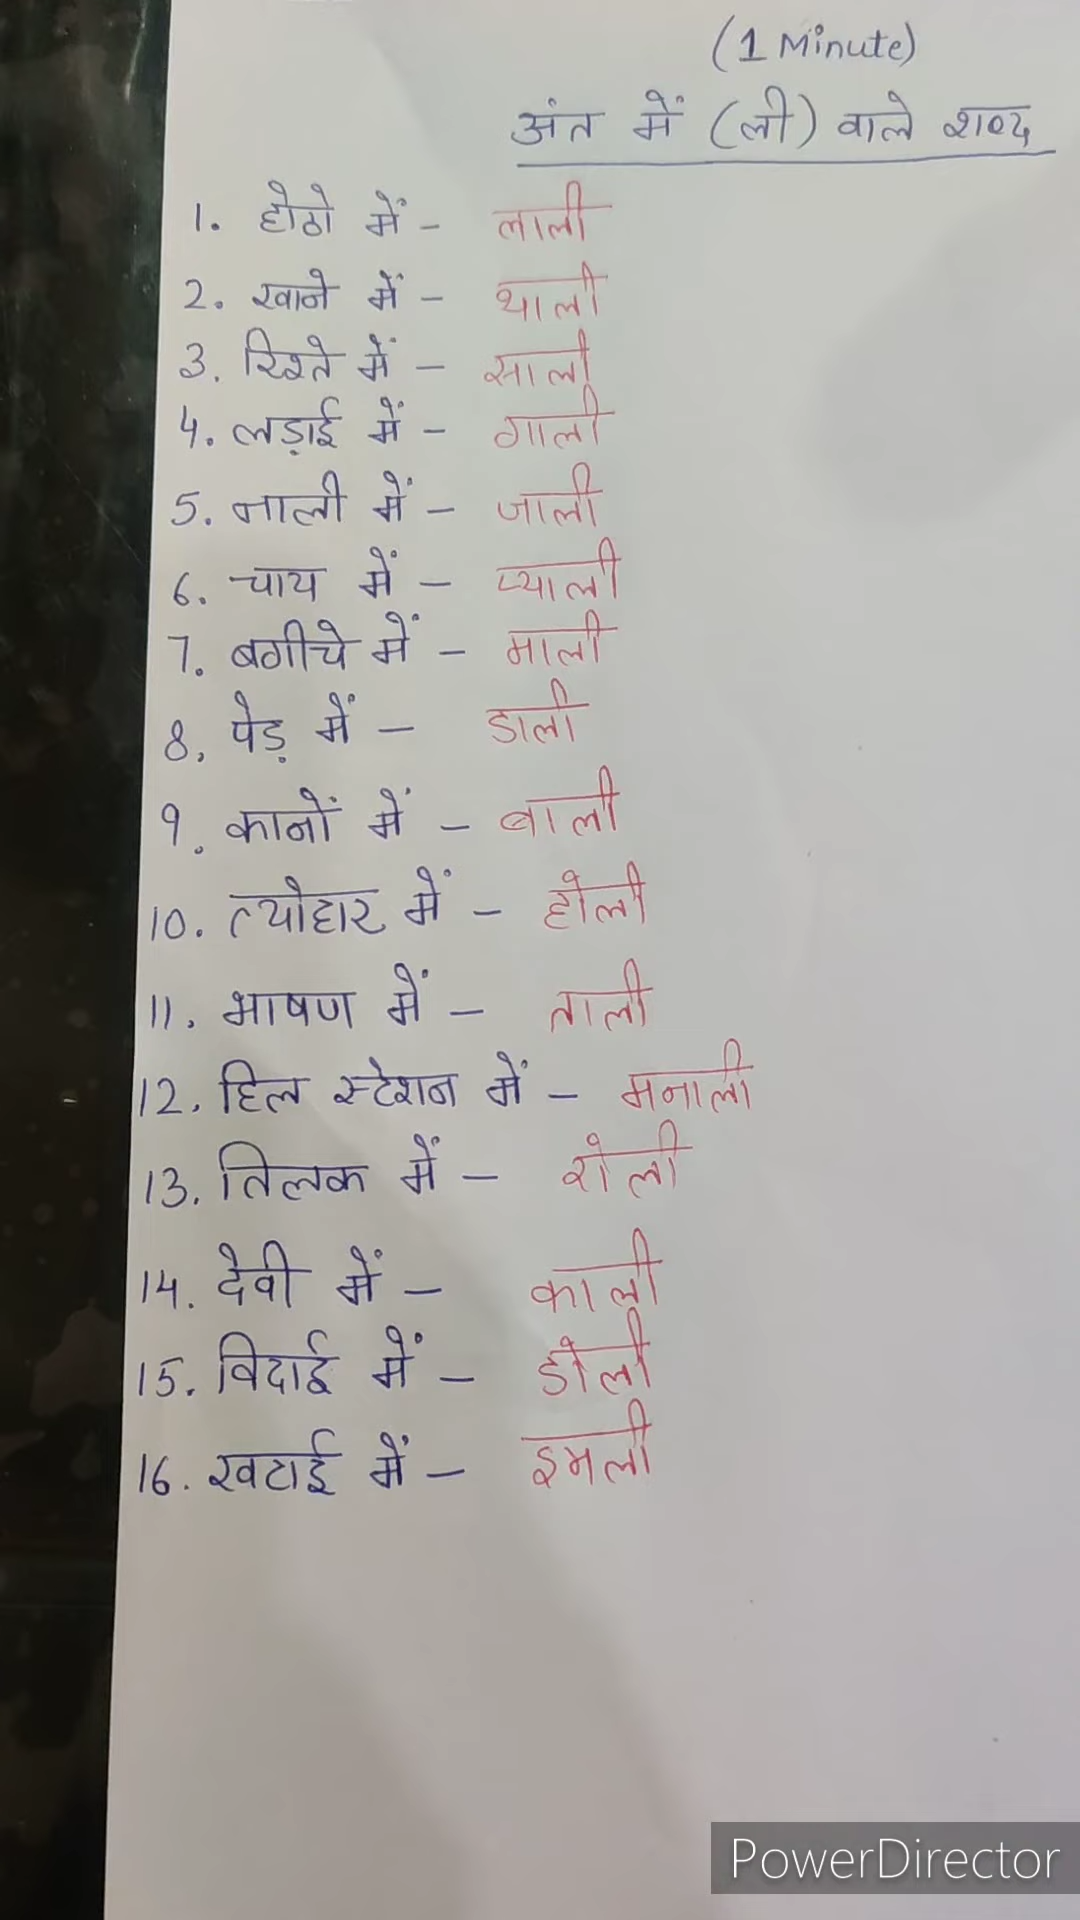 (1 Minute)
अंत में (ली) वाले शब्द
1. होठो में - लाली
2. खाने में - थाली
3. रिश्ते में - साली
4. लड़ाई में - गाली
5. नाली में - जाली
6. चाय में - प्याली
7. बगीचे में - माली
8. पेड़ में - डाली
9. कानों में - बाली
10. त्योहार में - होली
11. भाषण में - ताली
12. हिल स्टेशन में - मनाली
13. तिलक में - रोली
14. देवी में - काली
15. विदाई में - डोली
16. खटाई में - इमली
PowerDirector